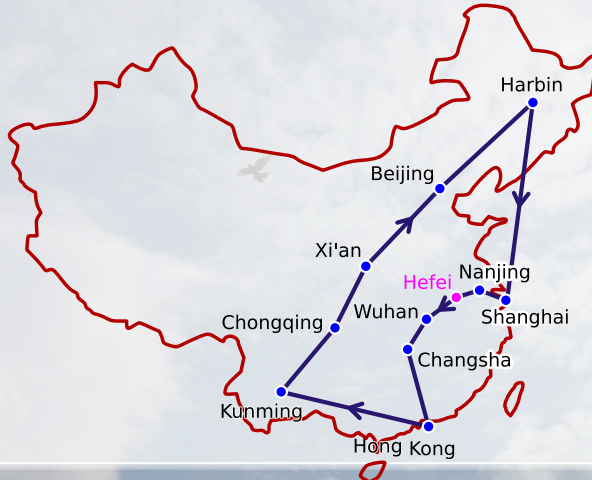 Harbin
Beijing
Xi'an
Hefei
Nanjing
Wuhan
Shanghai
Chongqing
Changsha
Kunming
Hong Kong